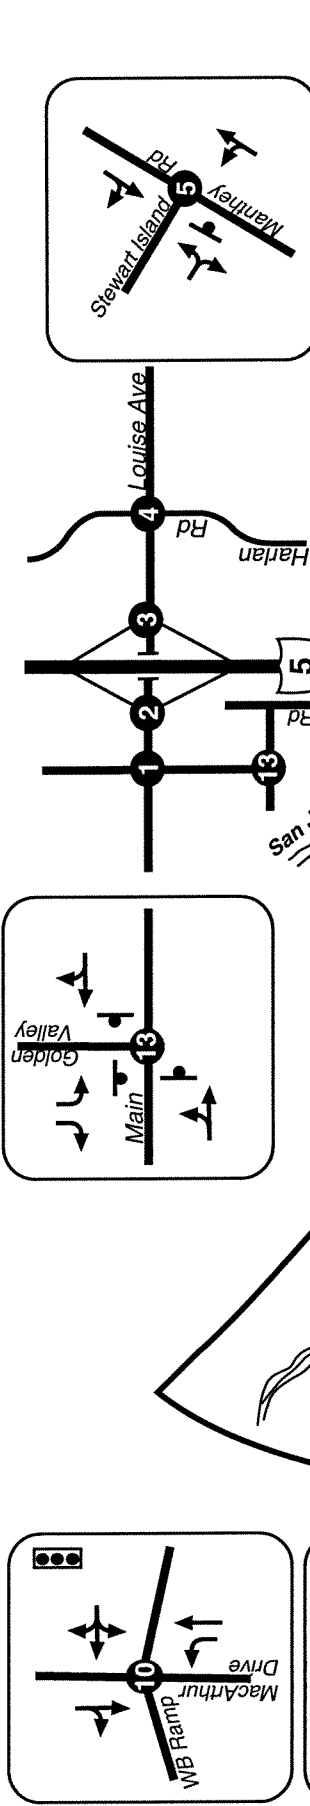 Stewart Island
Rd
5
Manthey
Louise Ave
4
Rd
Harlan
3
5
2
Rd
1
13
San J
Golden
Valley
13
Main
10
MacArthur
Drive
WB Ramp